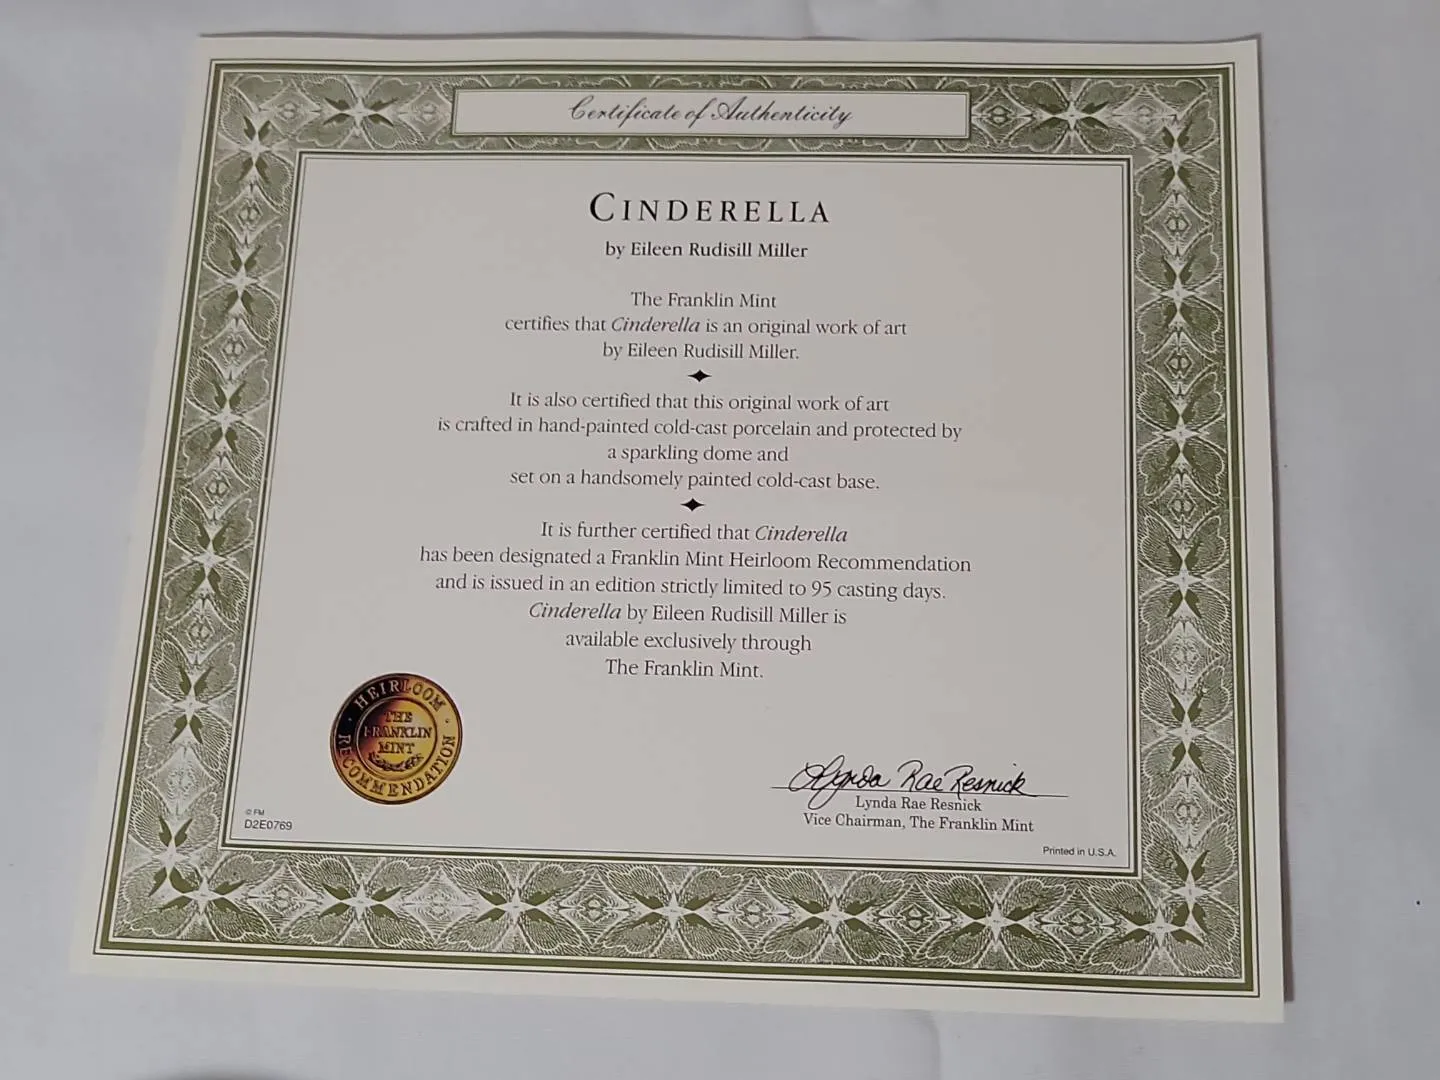 Certificate of Authenticity
CINDERELLA
by Eileen Rudisill Miller
The Franklin Mint
certifies that Cinderella is an original work of art
by Eileen Rudisill Miller.
It is also certified that this original work of art
is crafted in hand-painted cold-cast porcelain and protected by
a sparkling dome and
set on a handsomely painted cold-cast base.
It is further certified that Cinderella
has been designated a Franklin Mint Heirloom Recommendation
and is issued in an edition strictly limited to 95 casting days.
Cinderella by Eileen Rudisill Miller is
available exclusively through
The Franklin Mint.
HEIRLOOM
THE
FRANKLIN
MINT
RECOMMENDATION
Lynda Rae Resnick
Lynda Rae Resnick
Vice Chairman, The Franklin Mint
© FM
D2E0769
Printed in U.S.A.